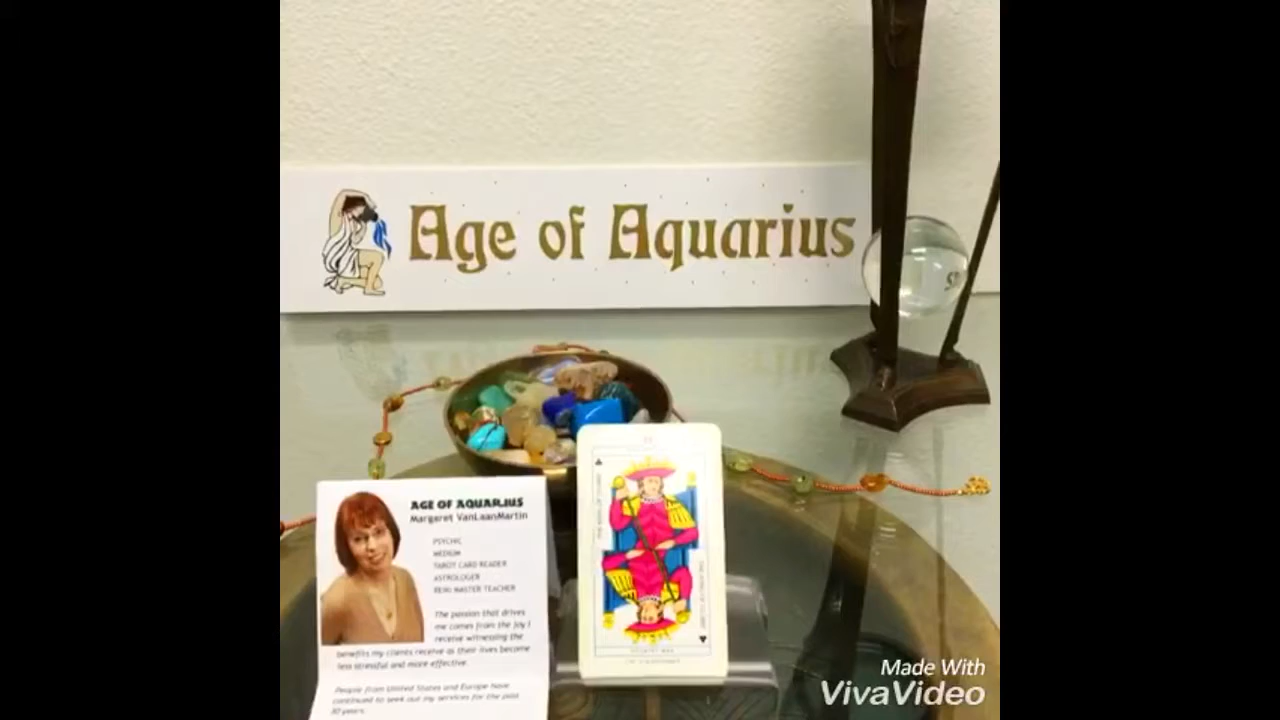 Age of Aquarius
AGE OF AQUARIUS
Margaret VanLaanMartin
PSYCHIC
MEDIUM
TAROT CARD READER
ASTROLOGER
REIKI MASTER TEACHER
The passion that drives
me comes from the joy I
receive witnessing the
benefits my clients receive as their lives become
less stressful and more effective.
People from United States and Europe have
continued to seek out my services for the past
30 years.
Made With
VivaVideo